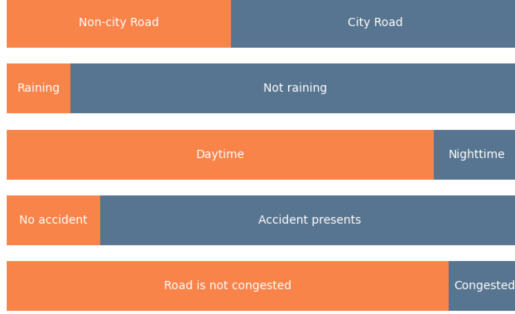 Non-city Road City Road
Raining Not raining
Daytime Nighttime
No accident Accident presents
Road is not congested Congested